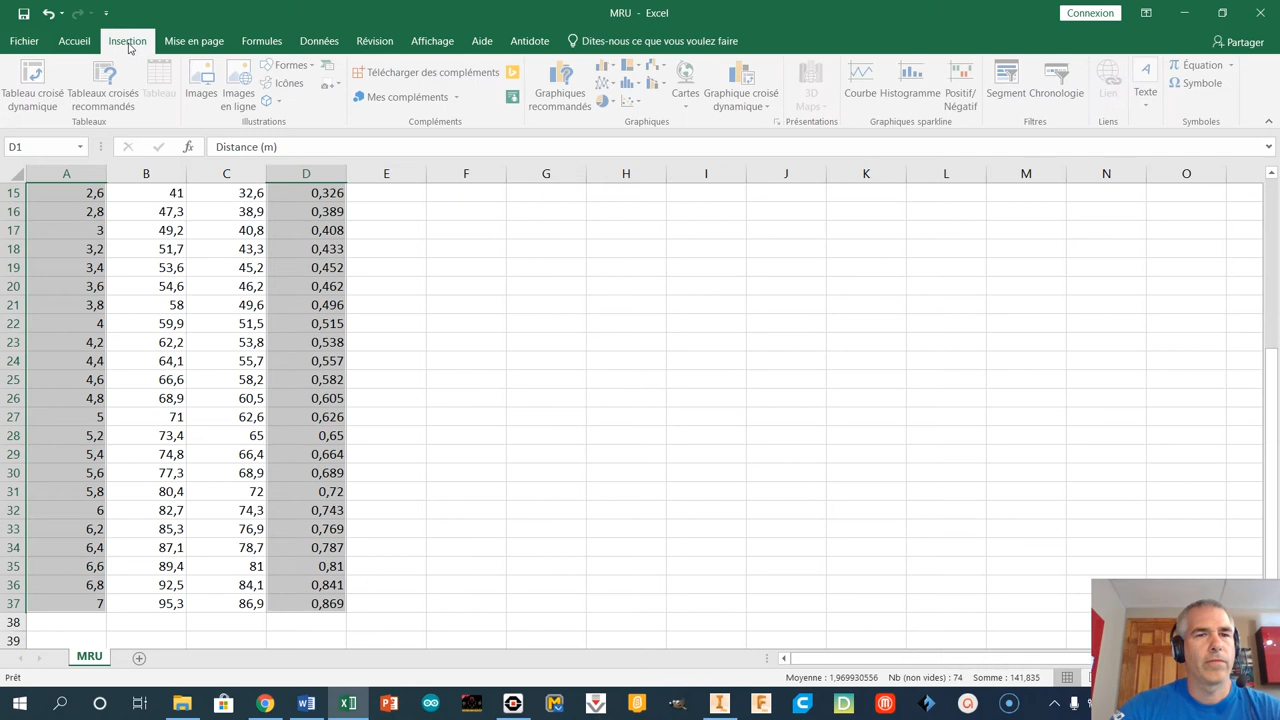 MRU - Excel
Connexion
Fichier Accueil Insertion Mise en page Formules Données Révision Affichage Aide Antidote Dites-nous ce que vous voulez faire Partager
Tableau croisé dynamique
Tableaux croisés recommandés
Tableau
Tableaux
Images
Images en ligne
Formes
Icônes
Illustrations
Télécharger des compléments
Mes compléments
Compléments
Graphiques recommandés
Cartes
Graphique croisé dynamique
Graphiques
3D Maps
Présentations
Courbe
Histogramme
Positif/Négatif
Graphiques sparkline
Segment
Chronologie
Filtres
Lien
Liens
Texte
Équation
Symbole
Symboles
D1 fx Distance (m)
A B C D E F G H I J K L M N O
15 2,6 41 32,6 0,326
16 2,8 47,3 38,9 0,389
17 3 49,2 40,8 0,408
18 3,2 51,7 43,3 0,433
19 3,4 53,6 45,2 0,452
20 3,6 54,6 46,2 0,462
21 3,8 58 49,6 0,496
22 4 59,9 51,5 0,515
23 4,2 62,2 53,8 0,538
24 4,4 64,1 55,7 0,557
25 4,6 66,6 58,2 0,582
26 4,8 68,9 60,5 0,605
27 5 71 62,6 0,626
28 5,2 73,4 65 0,65
29 5,4 74,8 66,4 0,664
30 5,6 77,3 68,9 0,689
31 5,8 80,4 72 0,72
32 6 82,7 74,3 0,743
33 6,2 85,3 76,9 0,769
34 6,4 87,1 78,7 0,787
35 6,6 89,4 81 0,81
36 6,8 92,5 84,1 0,841
37 7 95,3 86,9 0,869
38
39
MRU
Prêt Moyenne : 1,969930556 Nb (non vides) : 74 Somme : 141,835